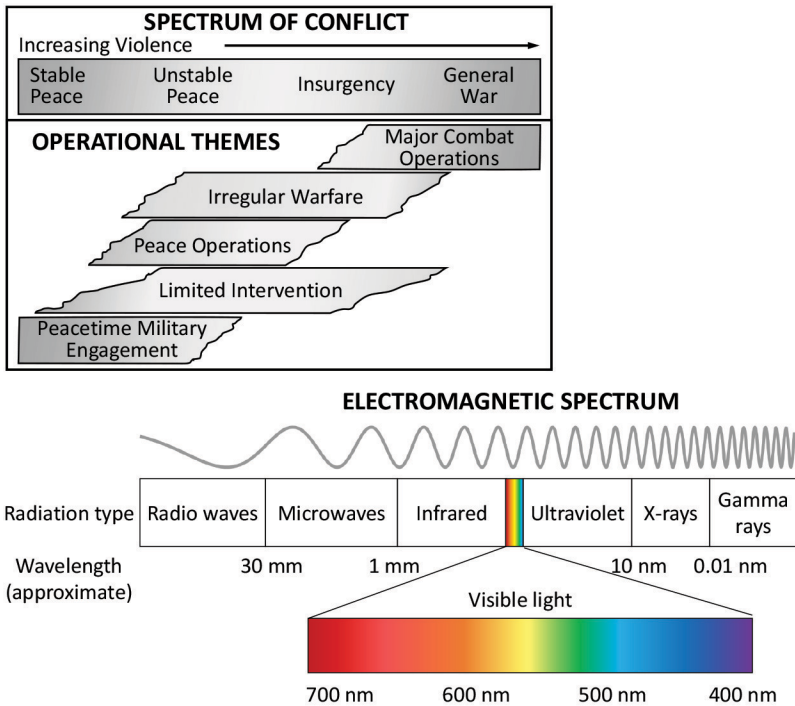 SPECTRUM OF CONFLICT
Increasing Violence
Stable
Peace
Unstable
Peace
Insurgency
General
War
OPERATIONAL THEMES
Major Combat
Operations
Irregular Warfare
Peace Operations
Limited Intervention
Peacetime Military
Engagement
ELECTROMAGNETIC SPECTRUM
Radiation type
Radio waves
Microwaves
Infrared
Ultraviolet
X-rays
Gamma
rays
Wavelength
(approximate)
30 mm
1 mm
10 nm
0.01 nm
Visible light
700 nm
600 nm
500 nm
400 nm